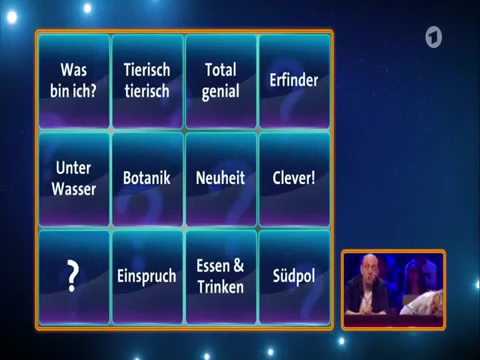 Was
bin ich?
Tierisch
tierisch
Total
genial
Erfinder
Unter
Wasser
Botanik
Neuheit
Clever!
?
Einspruch
Essen &
Trinken
Südpol
1